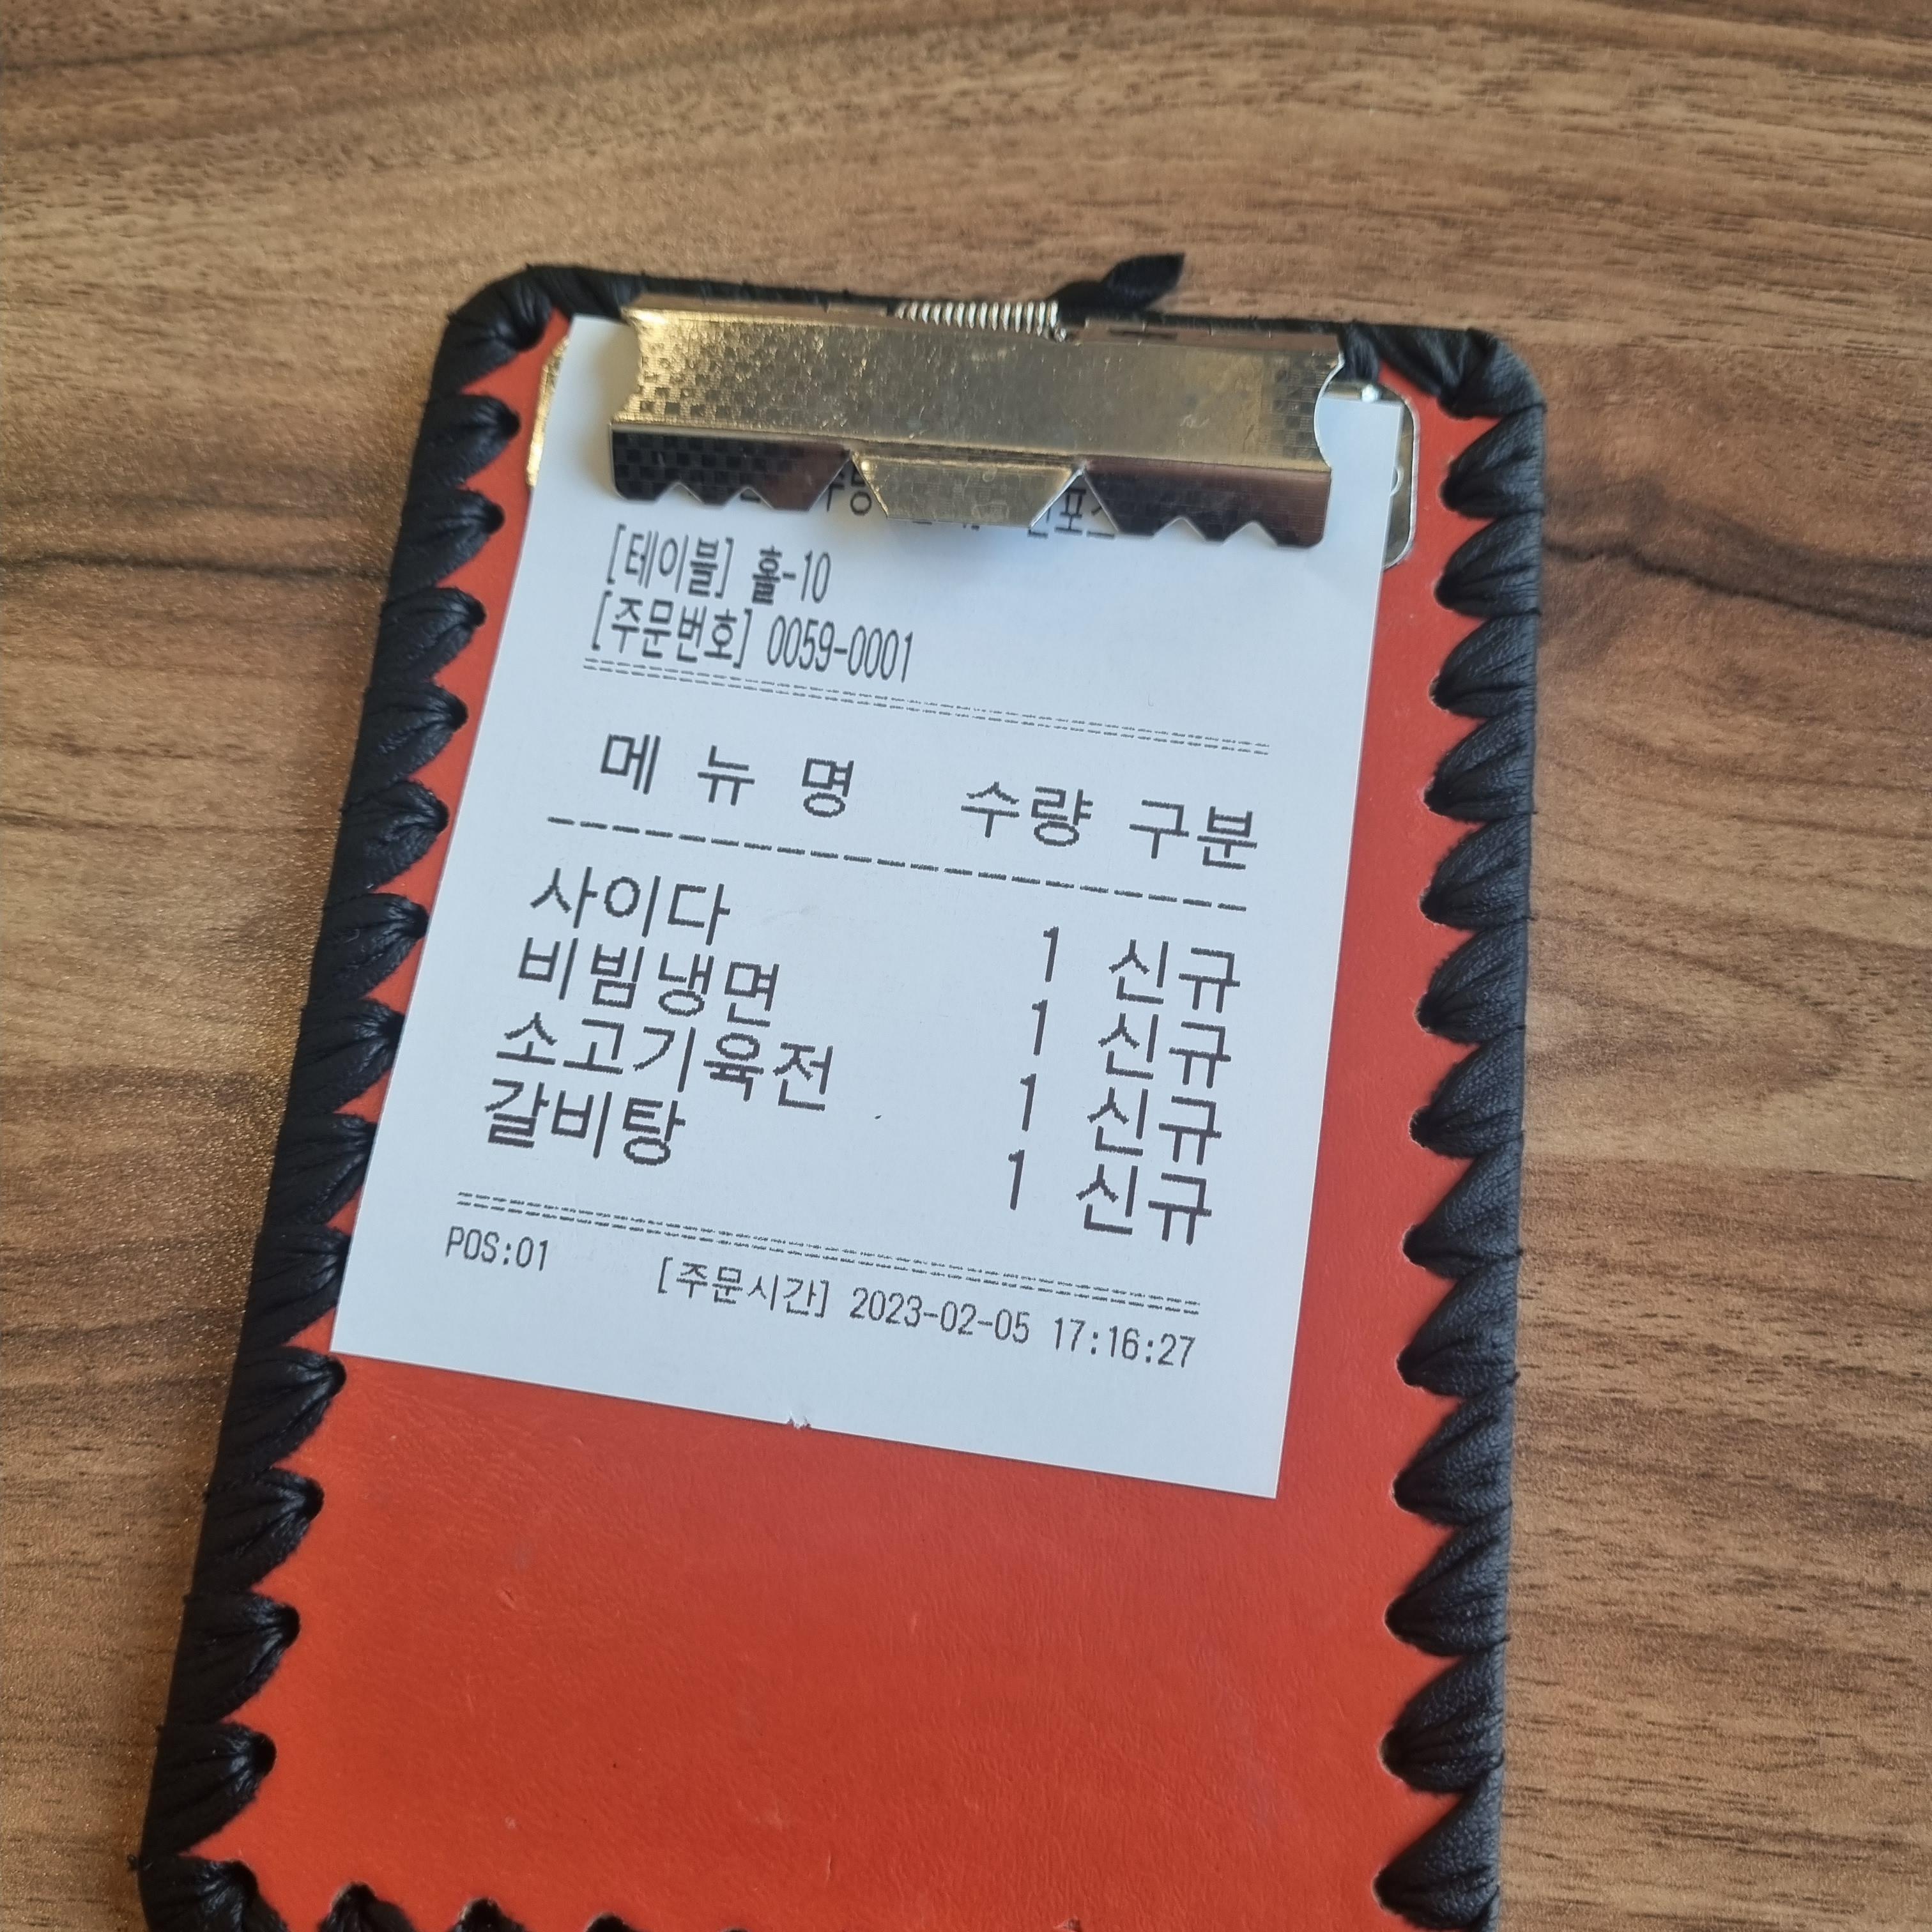 [테이블] 홀-10
[주문번호] 0059-0001
메 뉴 명 수량 구분
사이다 1 신규
비빔냉면 1 신규
소고기육전 1 신규
갈비탕 1 신규
POS:01 [주문시간] 2023-02-05 17:16:27